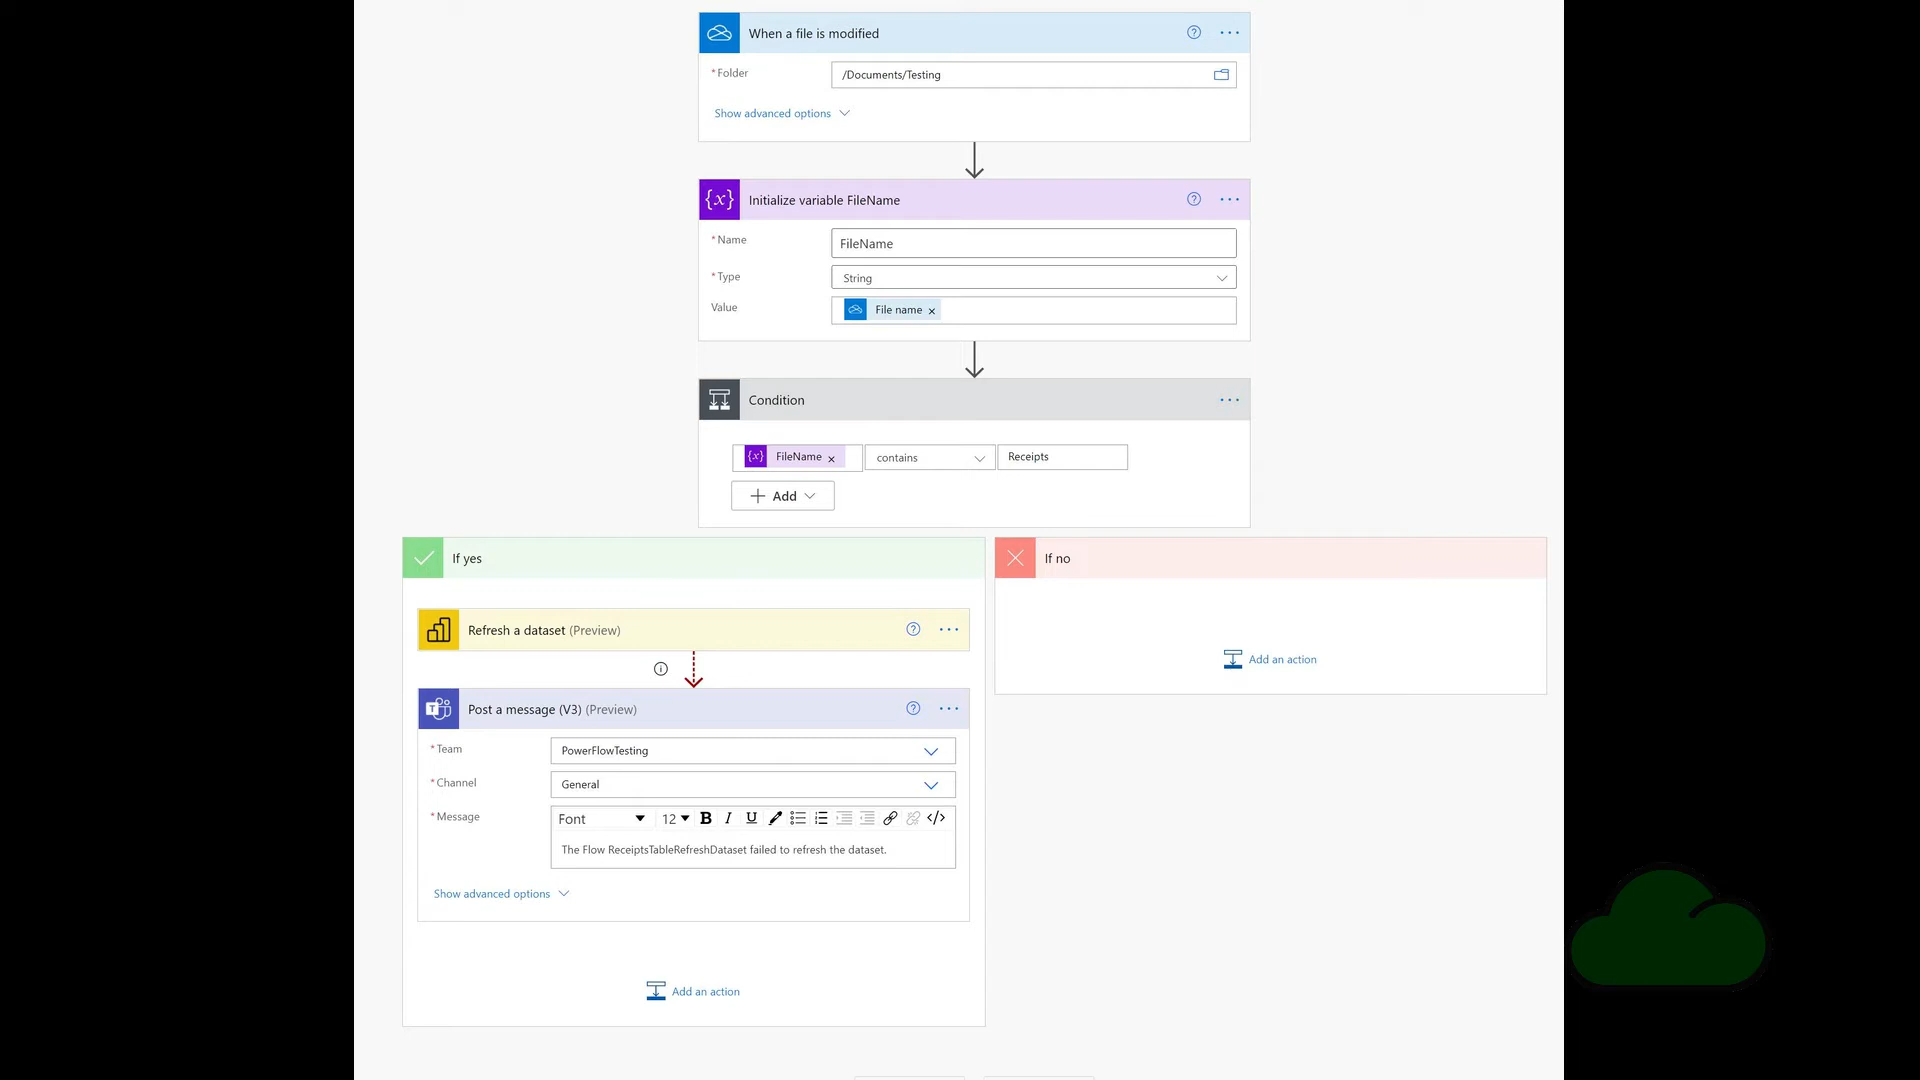 When a file is modified
* Folder
/Documents/Testing
Show advanced options
{x} Initialize variable FileName
* Name
FileName
* Type
String
Value
File name ×
Condition
{x} FileName ×
contains
Receipts
+ Add
If yes
If no
Refresh a dataset (Preview)
Add an action
Post a message (V3) (Preview)
* Team
PowerFlowTesting
* Channel
General
* Message
Font 12 B I U </>
The Flow ReceiptsTableRefreshDataset failed to refresh the dataset.
Show advanced options
Add an action